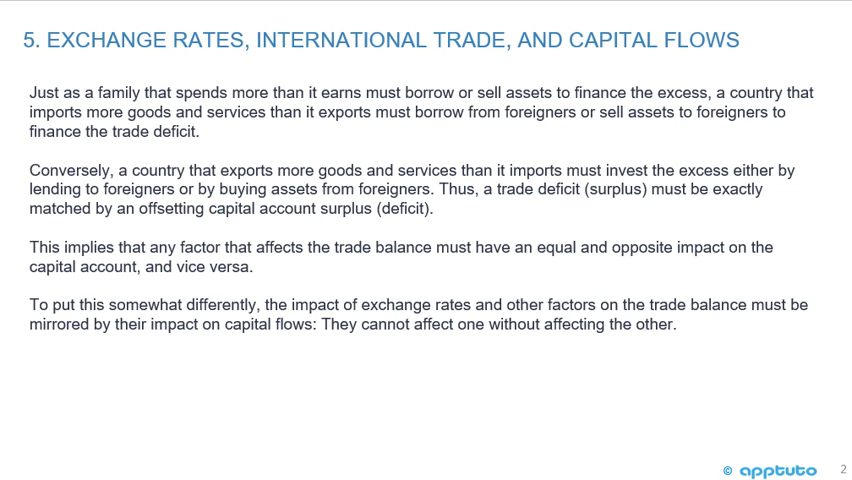 5. EXCHANGE RATES, INTERNATIONAL TRADE, AND CAPITAL FLOWS
Just as a family that spends more than it earns must borrow or sell assets to finance the excess, a country that
imports more goods and services than it exports must borrow from foreigners or sell assets to foreigners to
finance the trade deficit.
Conversely, a country that exports more goods and services than it imports must invest the excess either by
lending to foreigners or by buying assets from foreigners. Thus, a trade deficit (surplus) must be exactly
matched by an offsetting capital account surplus (deficit).
This implies that any factor that affects the trade balance must have an equal and opposite impact on the
capital account, and vice versa.
To put this somewhat differently, the impact of exchange rates and other factors on the trade balance must be
mirrored by their impact on capital flows: They cannot affect one without affecting the other.
© apptuto 2